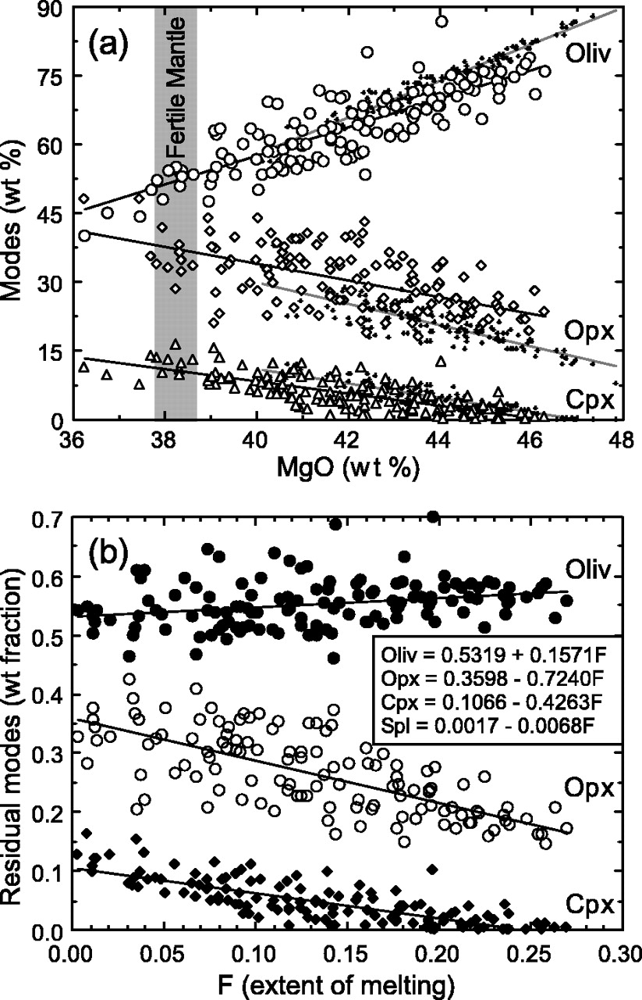 90
75
60
45
30
15
0
Modes (wt %)
(a)
Fertile Mantle
Oliv
Opx
Cpx
36
38
40
42
44
46
48
MgO (wt %)
0.7
0.6
0.5
0.4
0.3
0.2
0.1
0.0
Residual modes (wt fraction)
(b)
Oliv
Oliv = 0.5319 + 0.1571F
Opx = 0.3598 - 0.7240F
Cpx = 0.1066 - 0.4263F
Spl = 0.0017 - 0.0068F
Opx
Cpx
0.00
0.05
0.10
0.15
0.20
0.25
0.30
F (extent of melting)